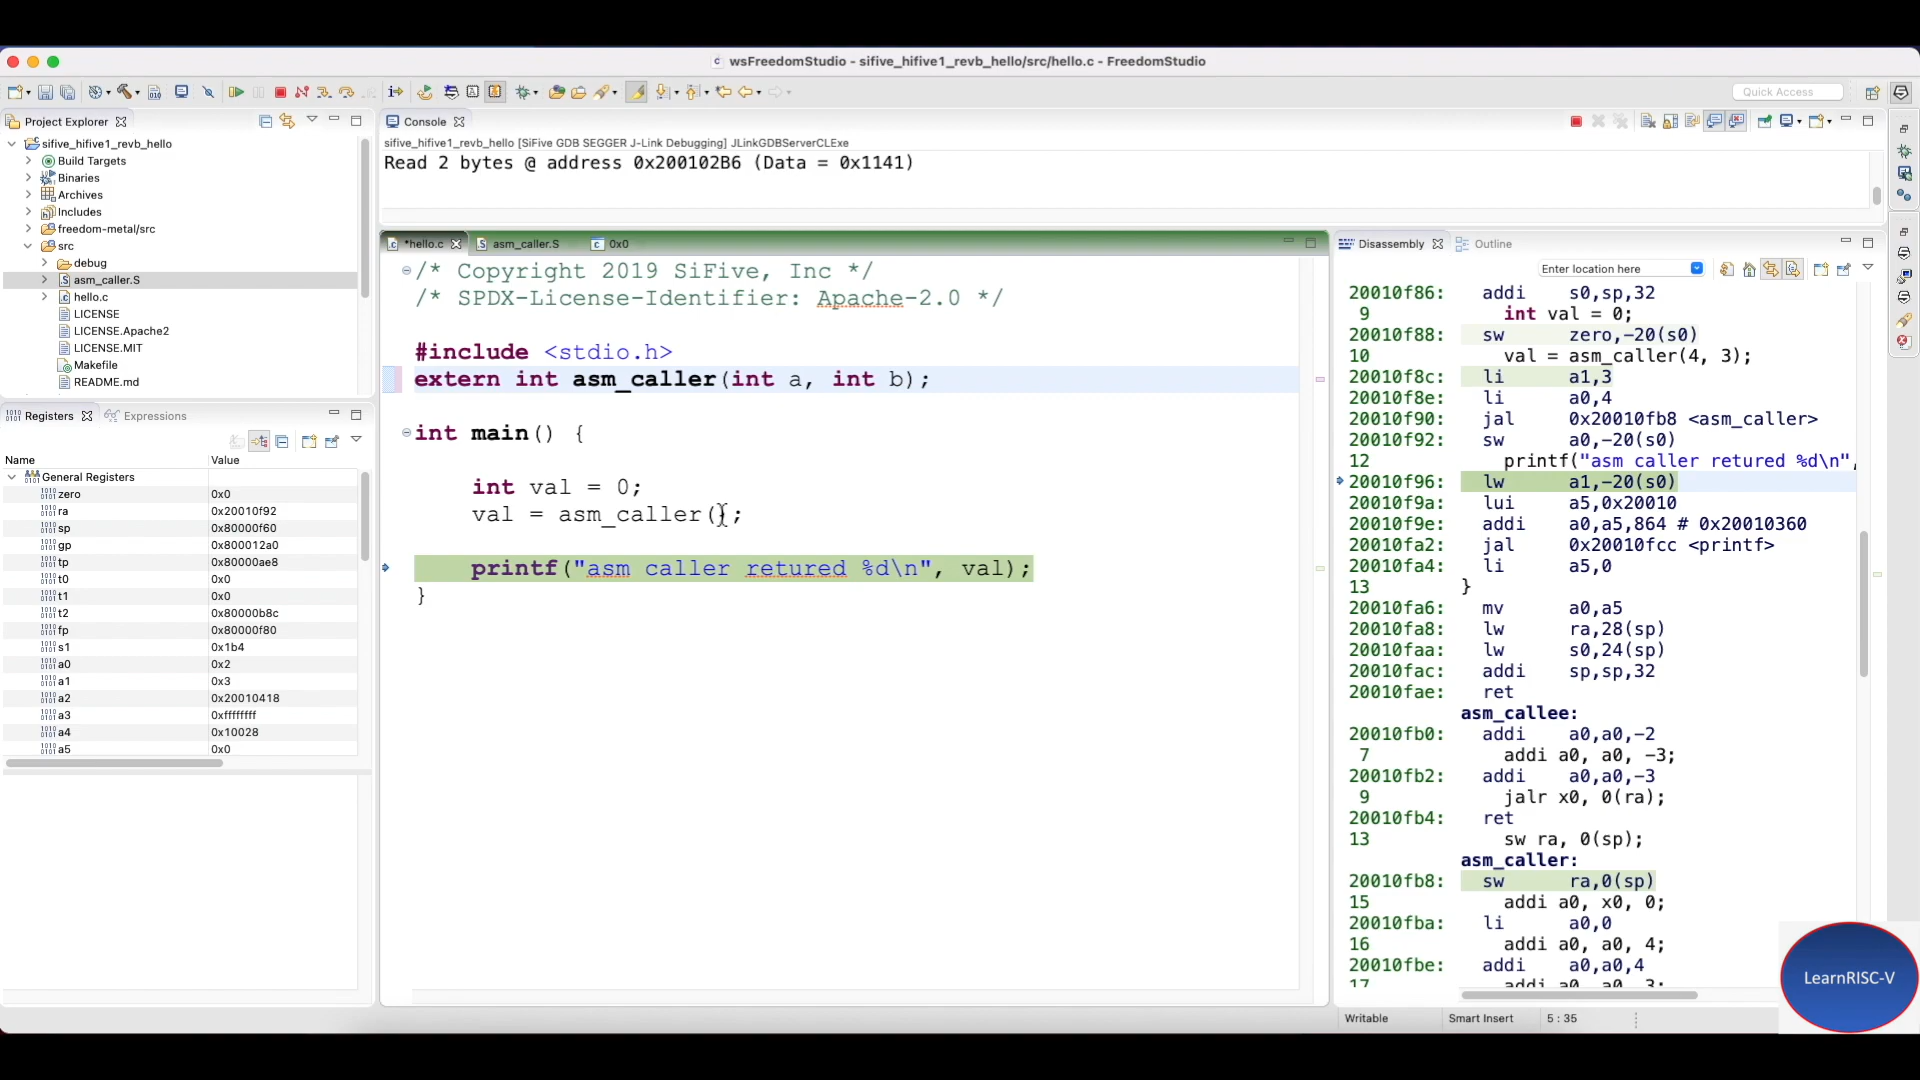 wsFreedomStudio - sifive_hifive1_revb_hello/src/hello.c - FreedomStudio
Quick Access
Project Explorer
sifive_hifive1_revb_hello
Build Targets
Binaries
Archives
Includes
freedom-metal/src
src
debug
asm_caller.S
hello.c
LICENSE
LICENSE.Apache2
LICENSE.MIT
Makefile
README.md
Registers Expressions
Name Value
General Registers
zero 0x0
ra 0x20010f92
sp 0x80000f60
gp 0x800012a0
tp 0x80000ae8
t0 0x0
t1 0x0
t2 0x80000b8c
fp 0x80000f80
s1 0x1b4
a0 0x2
a1 0x3
a2 0x20010418
a3 0xffffffff
a4 0x10028
a5 0x0
Console
sifive_hifive1_revb_hello [SiFive GDB SEGGER J-Link Debugging] JLinkGDBServerCLExe
Read 2 bytes @ address 0x200102B6 (Data = 0x1141)
*hello.c asm_caller.S 0x0
/* Copyright 2019 SiFive, Inc */
/* SPDX-License-Identifier: Apache-2.0 */
#include <stdio.h>
extern int asm_caller(int a, int b);
int main() {
int val = 0;
val = asm_caller();
printf("asm caller retured %d\n", val);
}
Disassembly Outline
Enter location here
20010f86: addi s0,sp,32
9 int val = 0;
20010f88: sw zero,-20(s0)
10 val = asm_caller(4, 3);
20010f8c: li a1,3
20010f8e: li a0,4
20010f90: jal 0x20010fb8 <asm_caller>
20010f92: sw a0,-20(s0)
12 printf("asm caller retured %d\n",
20010f96: lw a1,-20(s0)
20010f9a: lui a5,0x20010
20010f9e: addi a0,a5,864 # 0x20010360
20010fa2: jal 0x20010fcc <printf>
20010fa4: li a5,0
13 }
20010fa6: mv a0,a5
20010fa8: lw ra,28(sp)
20010faa: lw s0,24(sp)
20010fac: addi sp,sp,32
20010fae: ret
asm_callee:
20010fb0: addi a0,a0,-2
7 addi a0, a0, -3;
20010fb2: addi a0,a0,-3
9 jalr x0, 0(ra);
20010fb4: ret
13 sw ra, 0(sp);
asm_caller:
20010fb8: sw ra,0(sp)
15 addi a0, x0, 0;
20010fba: li a0,0
16 addi a0, a0, 4;
20010fbe: addi a0,a0,4
17 addi a0, a0, 3;
Writable Smart Insert 5 : 35
LearnRISC-V